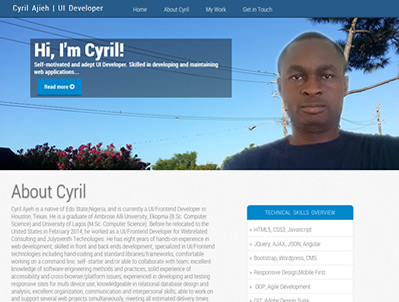 Cyril Ajieh | UI Developer
Home About Cyril My Work Get in Touch
Hi, I'm Cyril!
Self-motivated and adept UI Developer. Skilled in developing and maintaining
web applications...
Read more
About Cyril
Cyril Ajieh is a native of Edo State,Nigeria, and is currently a UI/Frontend Developer in
Houston, Texas. He is a graduate of Ambrose Alli University, Ekpoma (B.Sc. Computer
Science) and University of Lagos (M.Sc. Computer Science). Before he relocated to the
United States in February 2014, he worked as a UI/Frontend Developer for Webrelated
Consulting and Julyseventh Technologies. He has eight years of hands-on experience in
web development; skilled in front and back ends development, specialized in UI/Frontend
technologies including hand-coding and standard libraries/frameworks, comfortable
working on a command line, self- starter and/or able to collaborate with team; excellent
knowledge of software engineering methods and practices; solid experience of
accessibility and cross-browser/platform issues; experienced in developing and testing
responsive sites for multi device use; knowledgeable in relational database design and
analysis; excellent organization, communication and interpersonal skills; able to work on
and support several web projects simultaneously, meeting all estimated delivery times.
TECHNICAL SKILLS OVERVIEW
HTML5, CSS3, Javascript
JQuery, AJAX, JSON, Angular
Bootstrap, Wordpress, CMS
Responsive Design\Mobile First
OOP, Agile Development
GIT, Adobe Design Suite